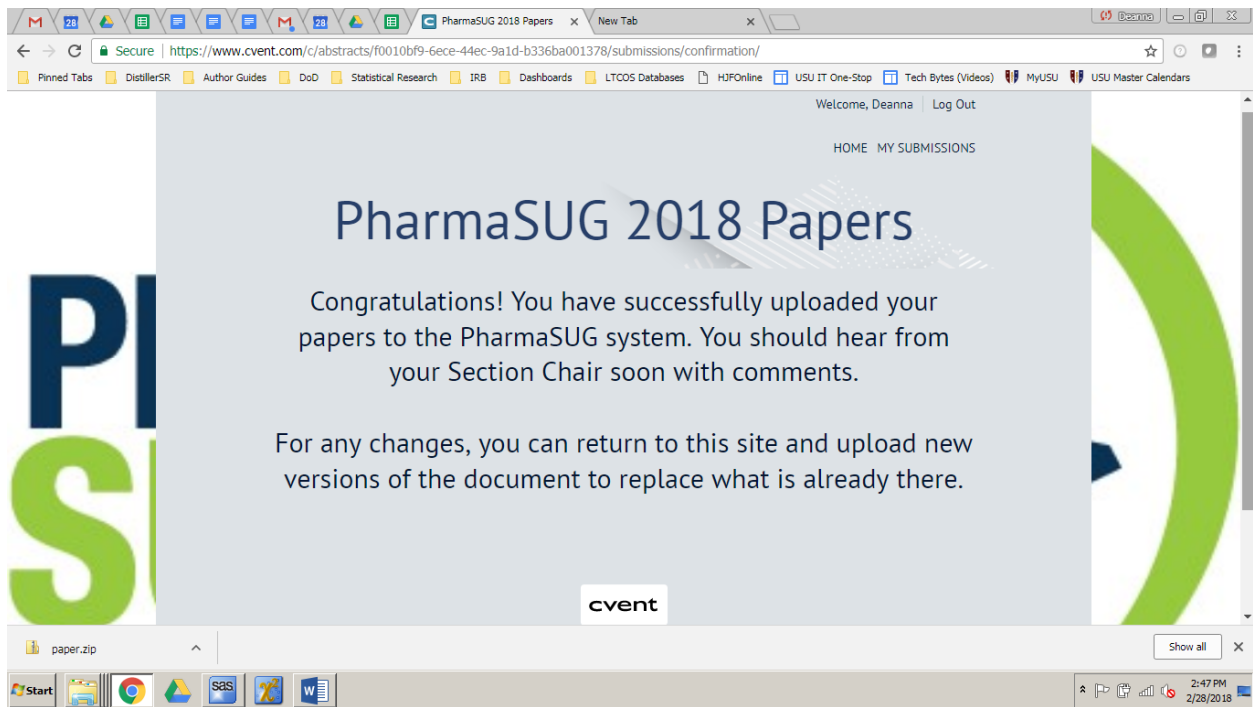 28
28
PharmaSUG 2018 Papers
New Tab
Deanna
Secure
https://www.cvent.com/c/abstracts/f0010bf9-6ece-44ec-9a1d-b336ba001378/submissions/confirmation/
Pinned Tabs DistillerSR Author Guides DoD Statistical Research IRB Dashboards LTCOS Databases HJFOnline USU IT One-Stop Tech Bytes (Videos) MyUSU USU Master Calendars
Welcome, Deanna Log Out
HOME MY SUBMISSIONS
PharmaSUG 2018 Papers
Congratulations! You have successfully uploaded your
papers to the PharmaSUG system. You should hear from
your Section Chair soon with comments.
For any changes, you can return to this site and upload new
versions of the document to replace what is already there.
cvent
paper.zip
Show all
Start
sas
2:47 PM
2/28/2018